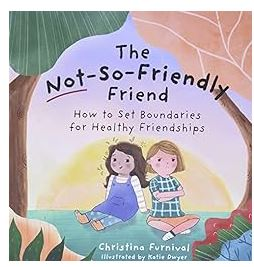 The
Not-So-Friendly
Friend
How to Set Boundaries
for Healthy Friendships
Christina Furnival
Illustrated by Katie Dwyer